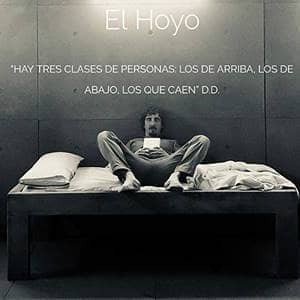 El Hoyo
"HAY TRES CLASES DE PERSONAS: LOS DE ARRIBA, LOS DE
ABAJO, LOS QUE CAEN" D.D.